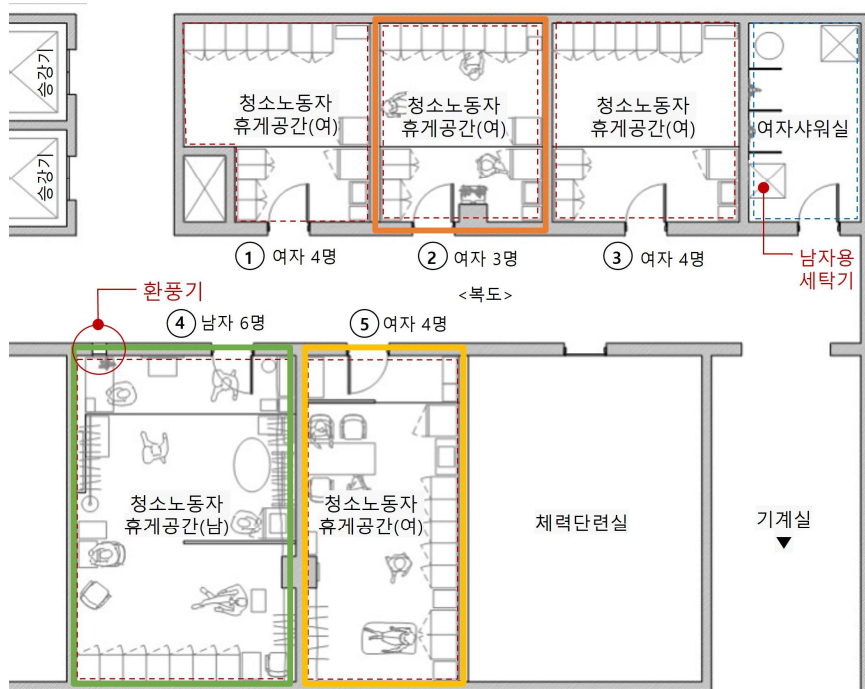 승강기
승강기
청소노동자
휴게공간(여)
청소노동자
휴게공간(여)
청소노동자
휴게공간(여)
여자샤워실
① 여자 4명
② 여자 3명
③ 여자 4명
남자용
세탁기
<복도>
환풍기
④ 남자 6명
⑤ 여자 4명
청소노동자
휴게공간(남)
청소노동자
휴게공간(여)
체력단련실
기계실
▼